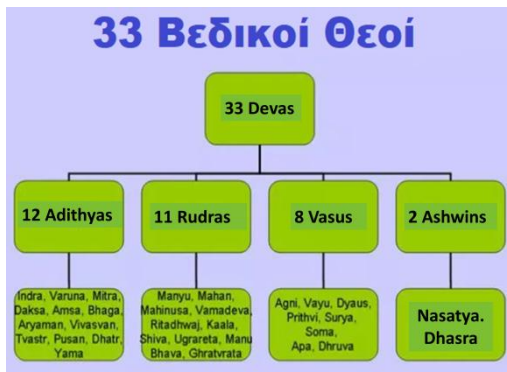 33 Βεδικοί Θεοί
33 Devas
12 Adithyas
11 Rudras
8 Vasus
2 Ashwins
Indra, Varuna, Mitra,
Daksa, Amsa, Bhaga,
Aryaman, Vivasvan,
Tvastr, Pusan, Dhatr,
Yama
Manyu, Mahan,
Mahinusa, Vamadeva,
Ritadhwaj, Kaala,
Shiva, Ugrareta, Manu
Bhava, Ghratvrata
Agni, Vayu, Dyaus,
Prithvi, Surya,
Soma,
Apa, Dhruva
Nasatya.
Dhasra